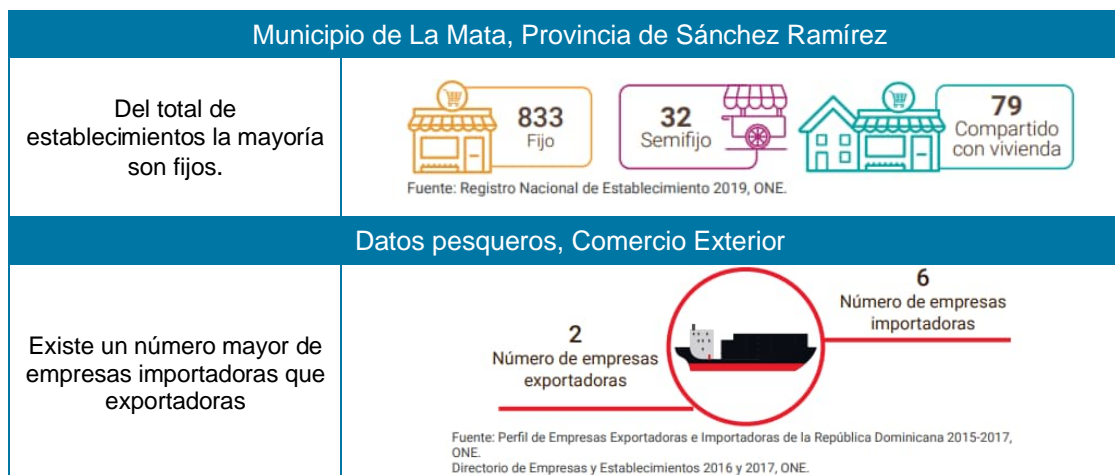 Municipio de La Mata, Provincia de Sánchez Ramírez
Del total de
establecimientos la mayoría
son fijos.
833
Fijo
32
Semifijo
79
Compartido
con vivienda
Fuente: Registro Nacional de Establecimiento 2019, ONE.
Datos pesqueros, Comercio Exterior
Existe un número mayor de
empresas importadoras que
exportadoras
2
Número de empresas
exportadoras
6
Número de empresas
importadoras
Fuente: Perfil de Empresas Exportadoras e Importadoras de la República Dominicana 2015-2017,
ONE.
Directorio de Empresas y Establecimientos 2016 y 2017, ONE.